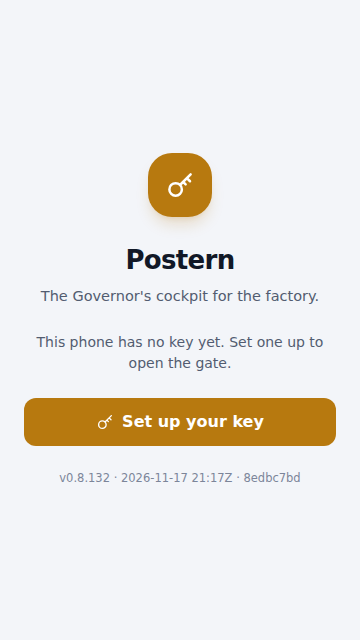 Postern
The Governor's cockpit for the factory.
This phone has no key yet. Set one up to
open the gate.
Set up your key
v0.8.132 · 2026-11-17 21:17Z · 8edbc7bd